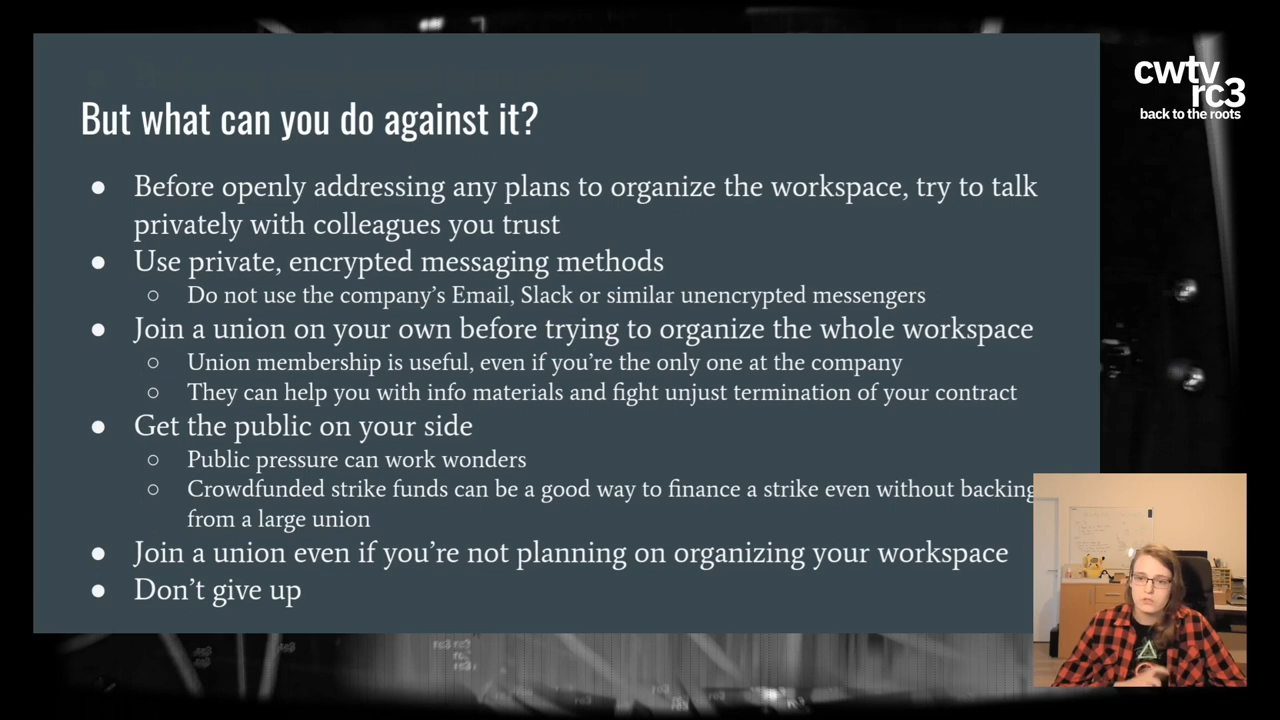 cwtv
rc3
back to the roots
But what can you do against it?
● Before openly addressing any plans to organize the workspace, try to talk
privately with colleagues you trust
● Use private, encrypted messaging methods
○ Do not use the company’s Email, Slack or similar unencrypted messengers
● Join a union on your own before trying to organize the whole workspace
○ Union membership is useful, even if you’re the only one at the company
○ They can help you with info materials and fight unjust termination of your contract
● Get the public on your side
○ Public pressure can work wonders
○ Crowdfunded strike funds can be a good way to finance a strike even without backing
from a large union
● Join a union even if you’re not planning on organizing your workspace
● Don’t give up
rc3 rc3
rc3
rc3